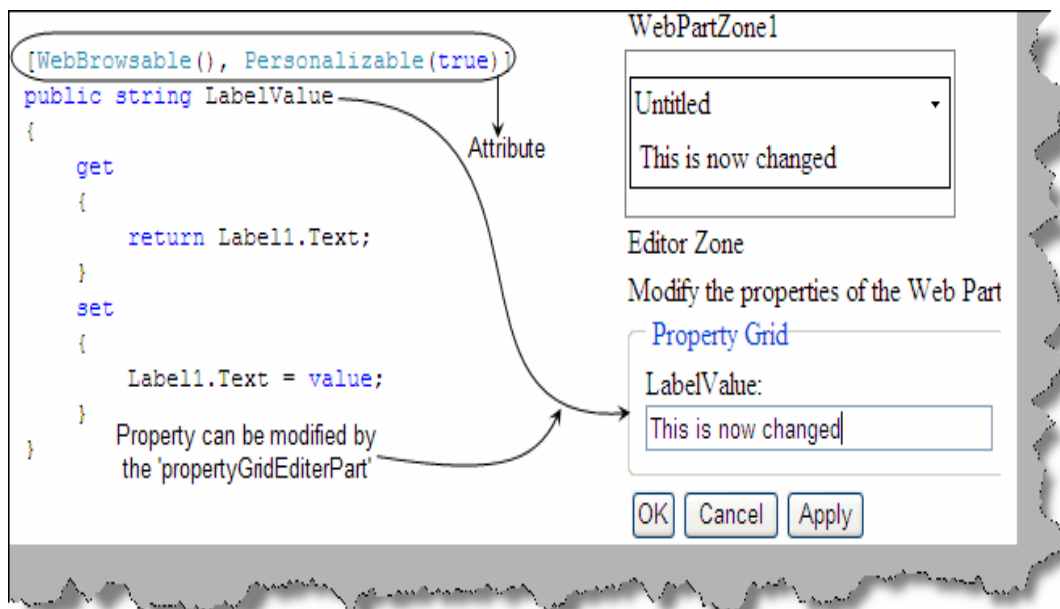 [WebBrowsable(), Personalizable(true)]
public string LabelValue
{
get
{
return Label1.Text;
}
set
{
Label1.Text = value;
}
}
Attribute
Property can be modified by
the 'propertyGridEditerPart'
WebPartZone1
Untitled
This is now changed
Editor Zone
Modify the properties of the Web Part
Property Grid
LabelValue:
This is now changed
OK Cancel Apply